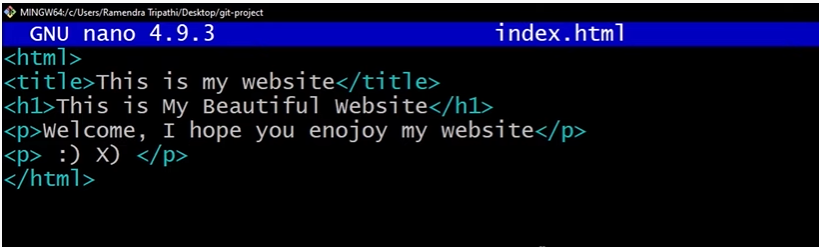 MINGW64:/c/Users/Ramendra Tripathi/Desktop/git-project
GNU nano 4.9.3 index.html
<html>
<title>This is my website</title>
<h1>This is My Beautiful Website</h1>
<p>Welcome, I hope you enojoy my website</p>
<p> :) X) </p>
</html>